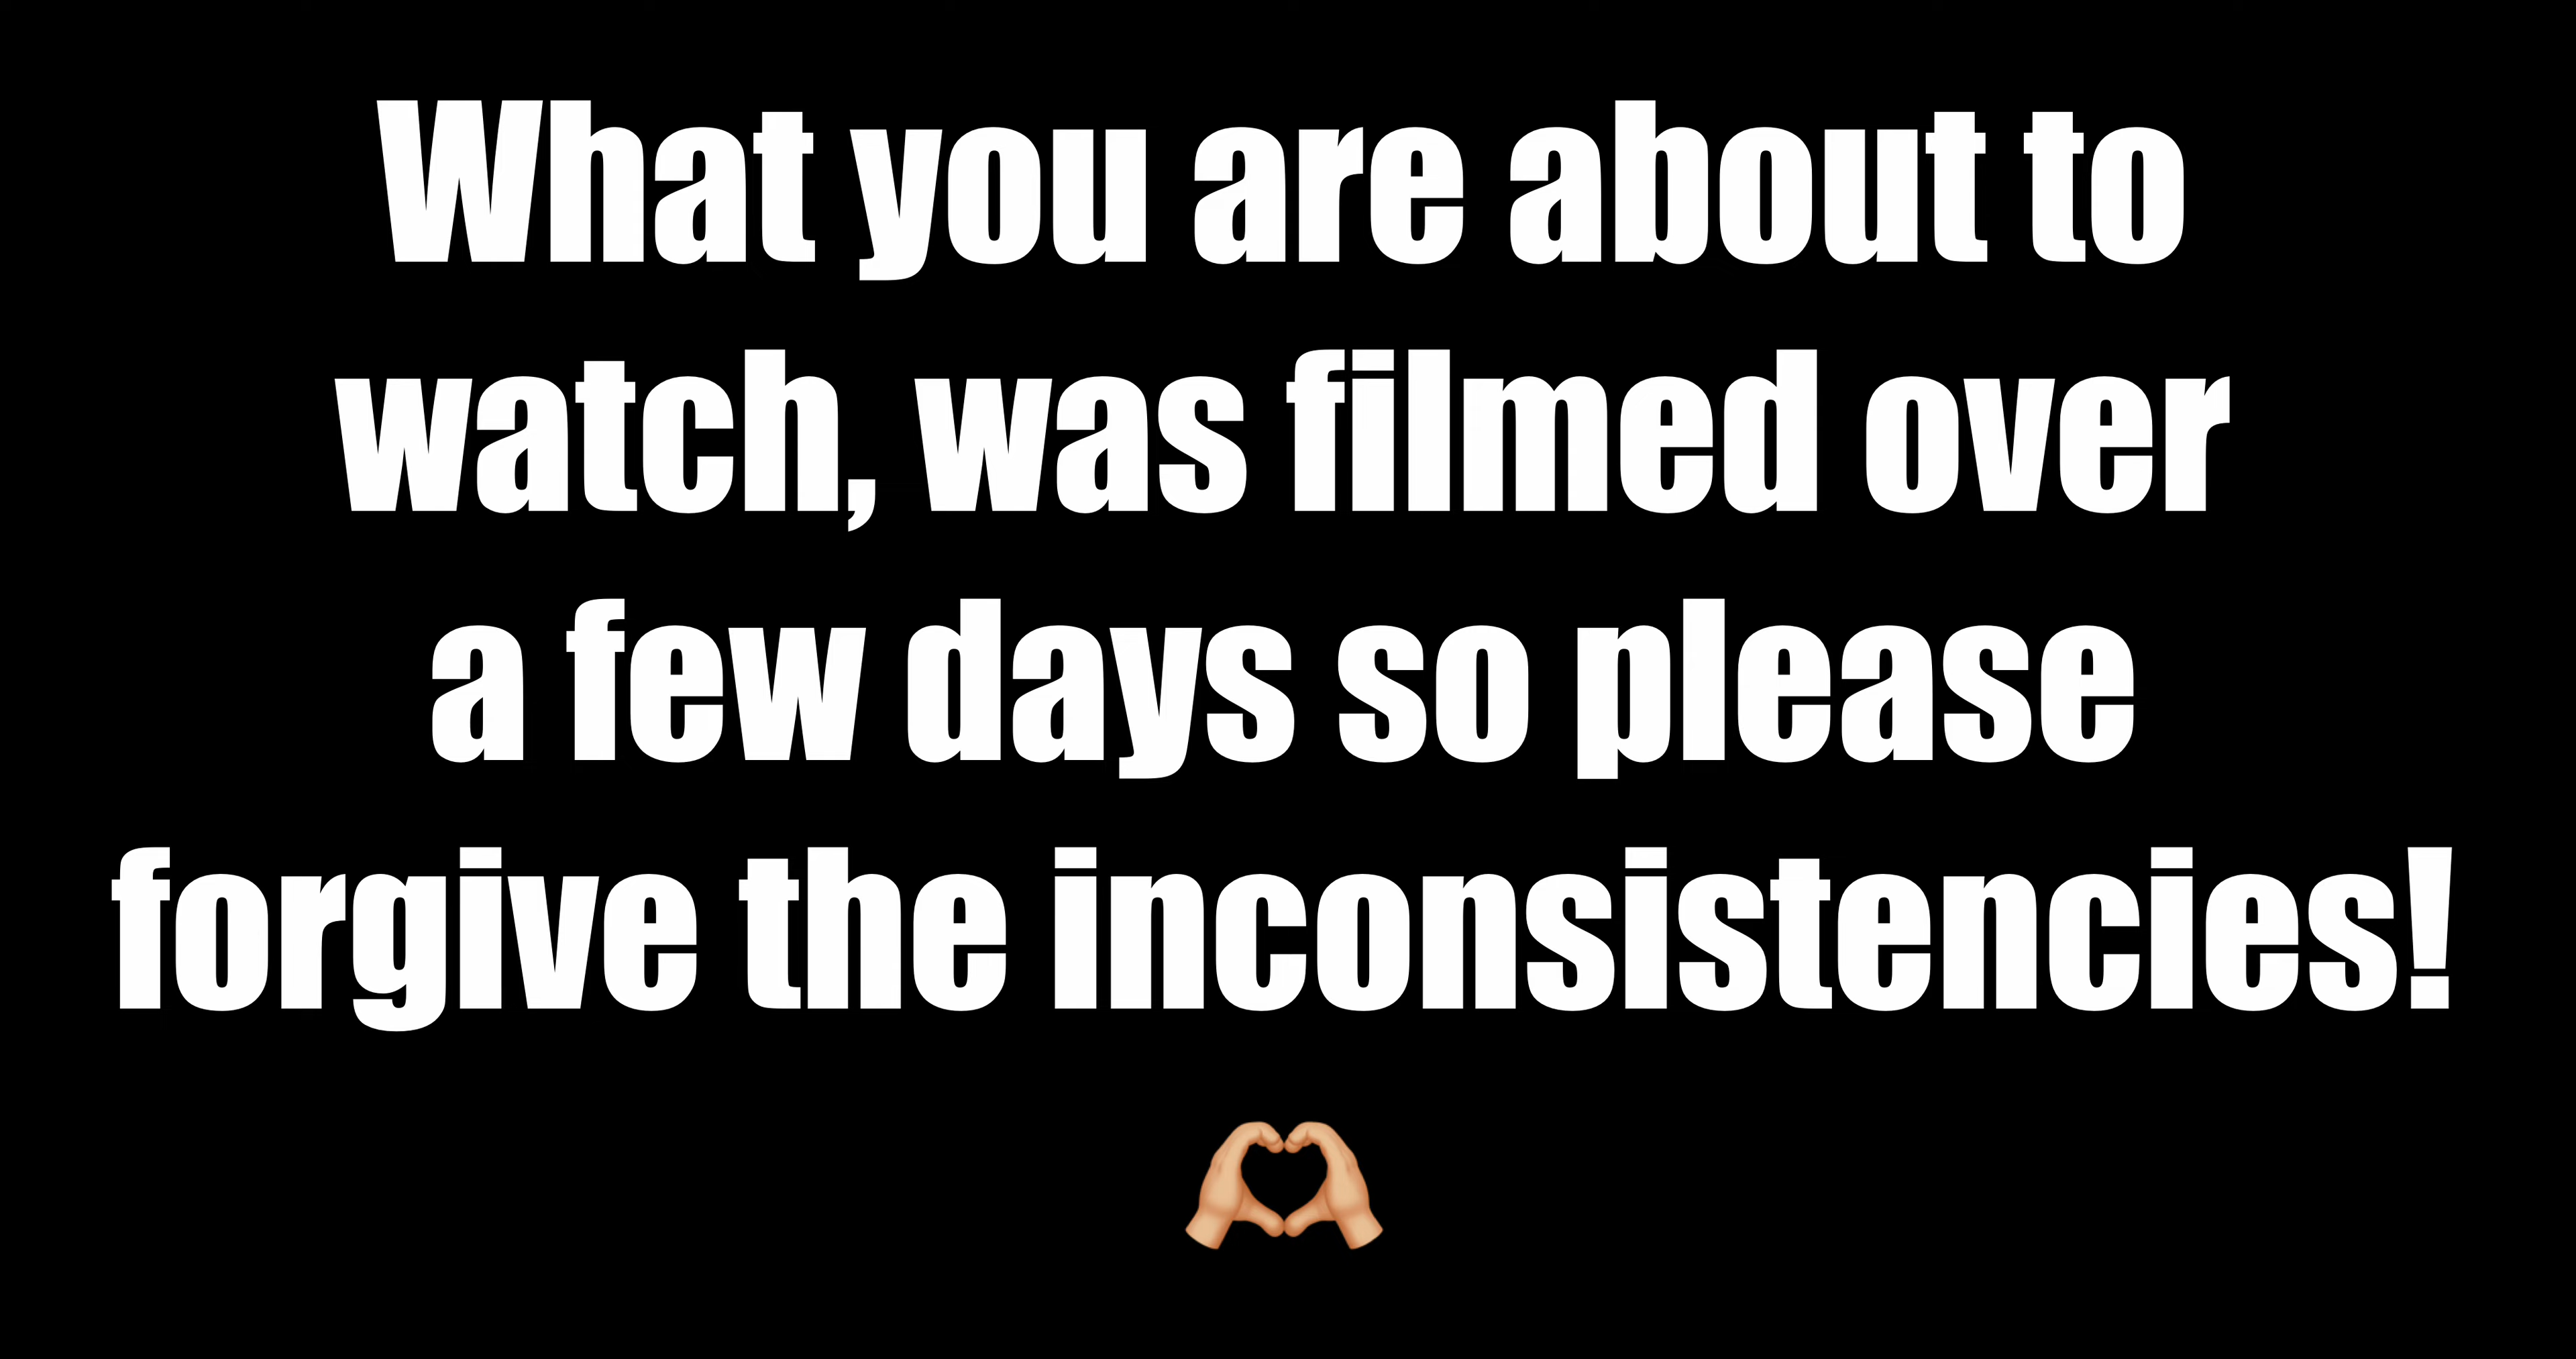 What you are about to
watch, was filmed over
a few days so please
forgive the inconsistencies!
🫶🏼